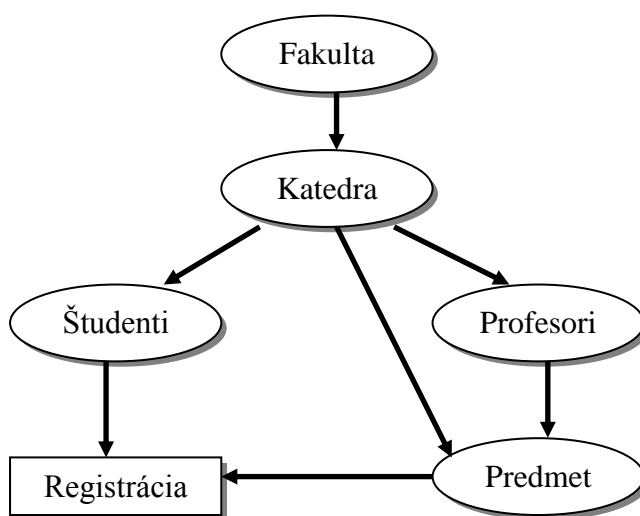 Fakulta
Katedra
Študenti
Profesori
Registrácia
Predmet